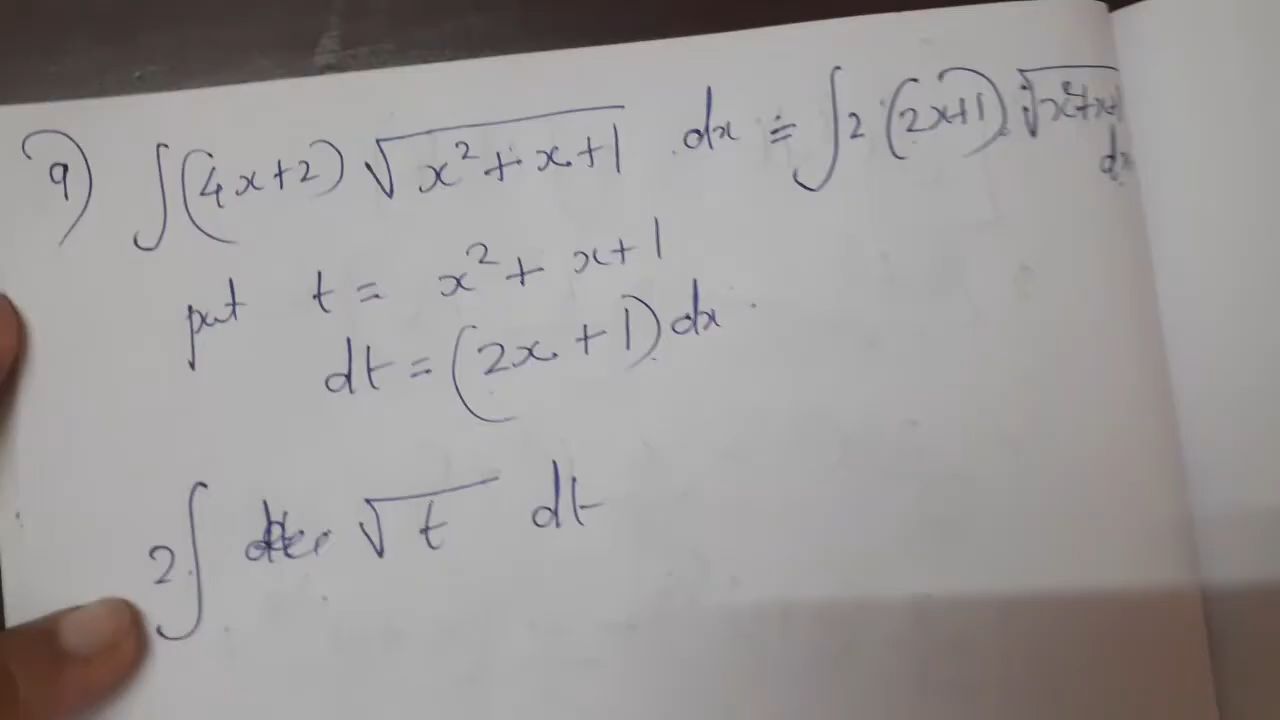 9) ∫(4x+2) √x²+x+1 dx = ∫2 (2x+1) √x²+x+1 dx
put t = x² + x+1
dt = (2x+1) dx
2∫ √t dt